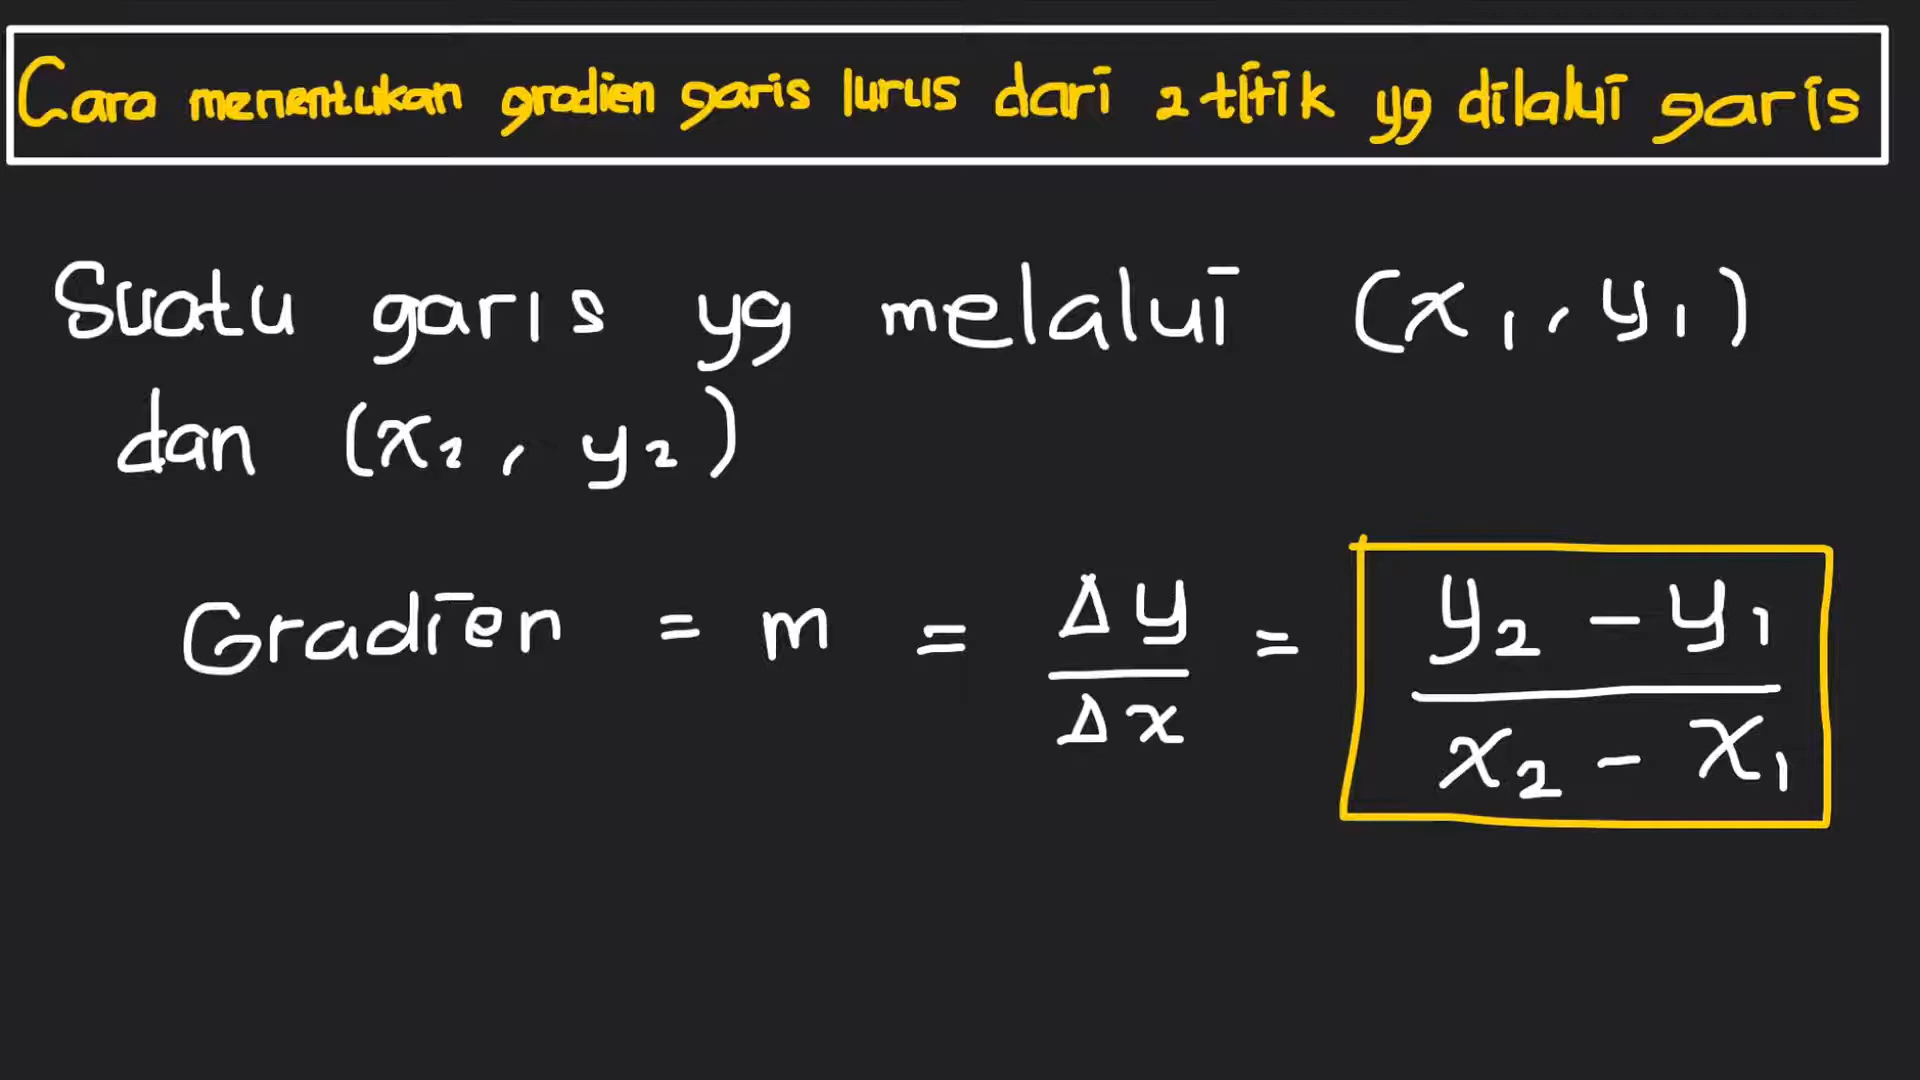 Cara menentukan gradien garis lurus dari 2 titik yg dilalui garis
Suatu garis yg melalui (x₁, y₁)
dan (x₂, y₂)
Gradien = m = Δy/Δx = y₂ - y₁ / x₂ - x₁